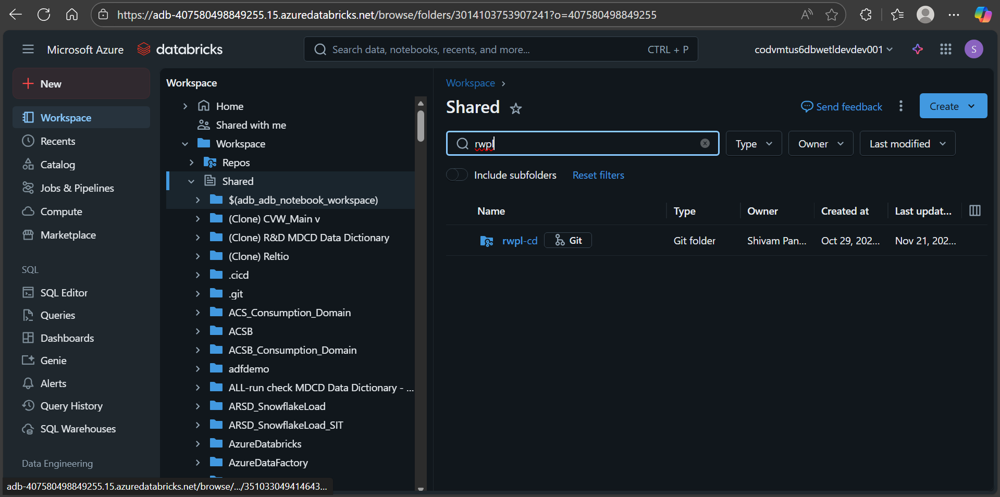 https://adb-407580498849255.15.azuredatabricks.net/browse/folders/3014103753907241?o=407580498849255
Microsoft Azure databricks
Search data, notebooks, recents, and more... CTRL + P
codvmtus6dbwetldevdev001
S
New
Workspace
Recents
Catalog
Jobs & Pipelines
Compute
Marketplace
SQL
SQL Editor
Queries
Dashboards
Genie
Alerts
Query History
SQL Warehouses
Data Engineering
adb-407580498849255.15.azuredatabricks.net/browse/.../351033049414643...
Workspace
Home
Shared with me
Workspace
Repos
Shared
$(adb_adb_notebook_workspace)
(Clone) CVW_Main v
(Clone) R&D MDCD Data Dictionary
(Clone) Reltio
.cicd
.git
ACS_Consumption_Domain
ACSB
ACSB_Consumption_Domain
adfdemo
ALL-run check MDCD Data Dictionary - ...
ARSD_SnowflakeLoad
ARSD_SnowflakeLoad_SIT
AzureDatabricks
AzureDataFactory
Workspace
Shared
Send feedback
Create
rwpl
Type
Owner
Last modified
Include subfolders
Reset filters
Name Type Owner Created at Last updat...
rwpl-cd Git Git folder Shivam Pan... Oct 29, 202... Nov 21, 202...